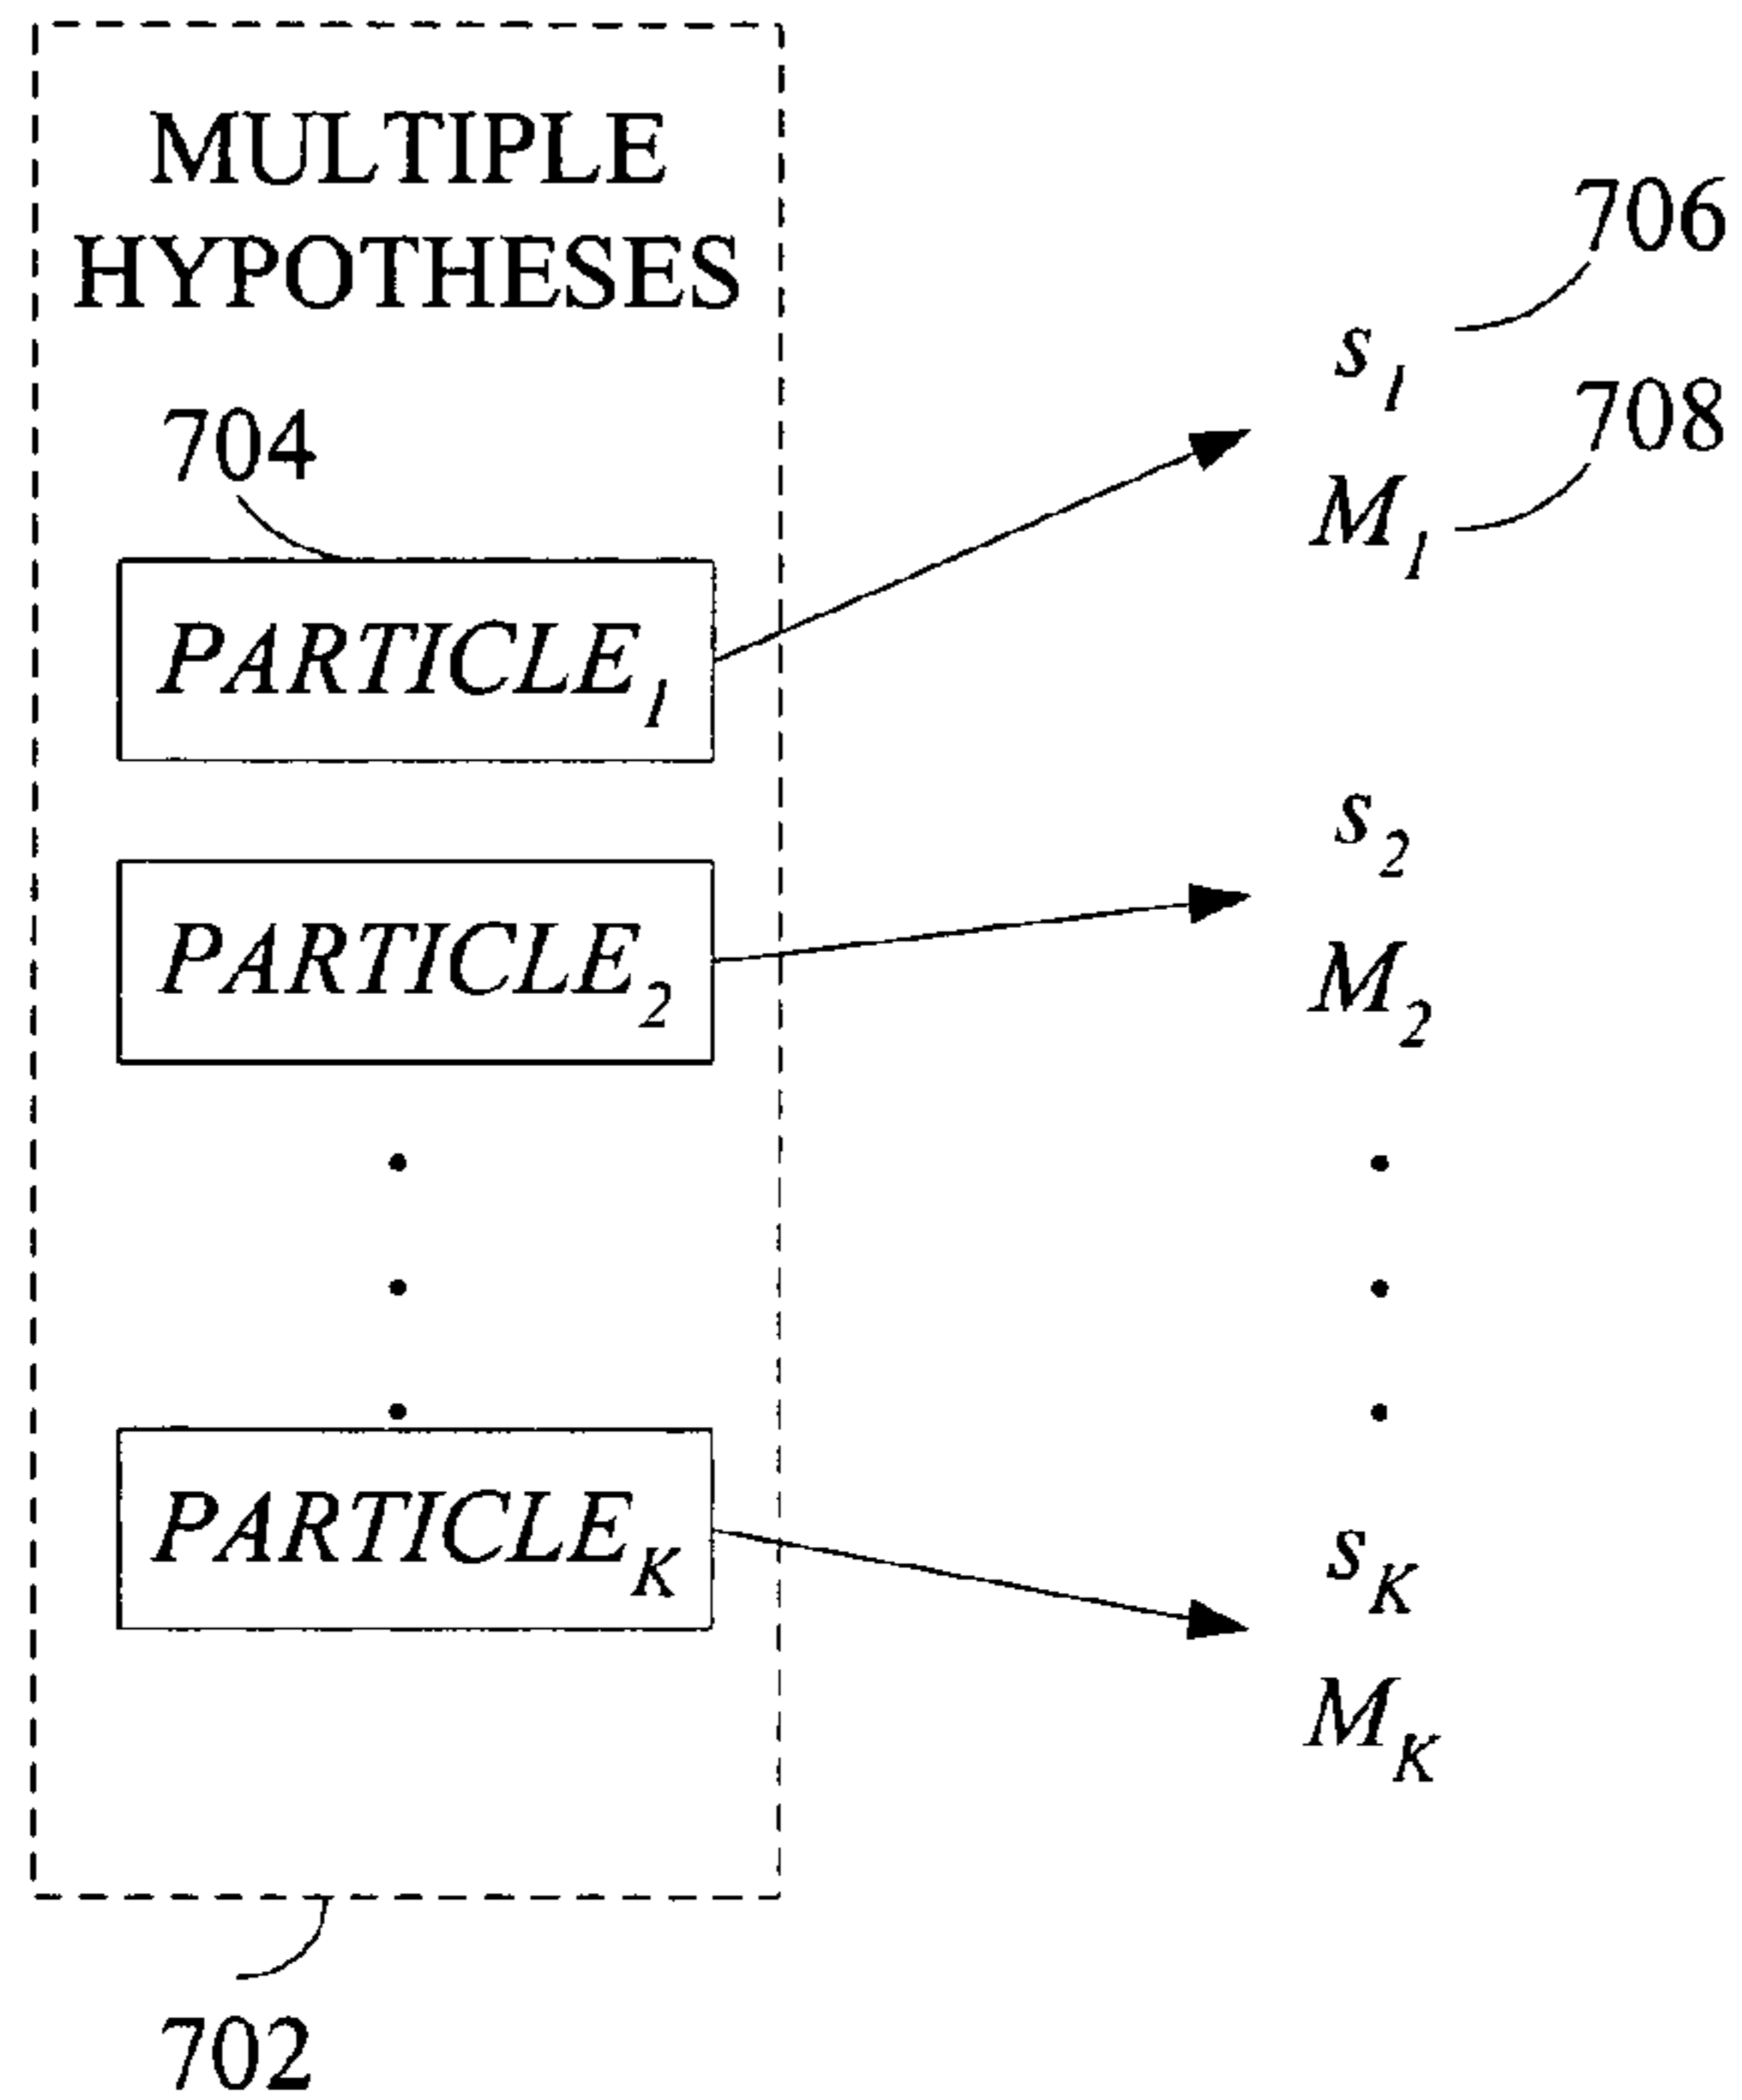 MULTIPLE
HYPOTHESES
706
s1
704
708
M1
PARTICLE1
s2
PARTICLE2
M2
PARTICLEK
sK
MK
702